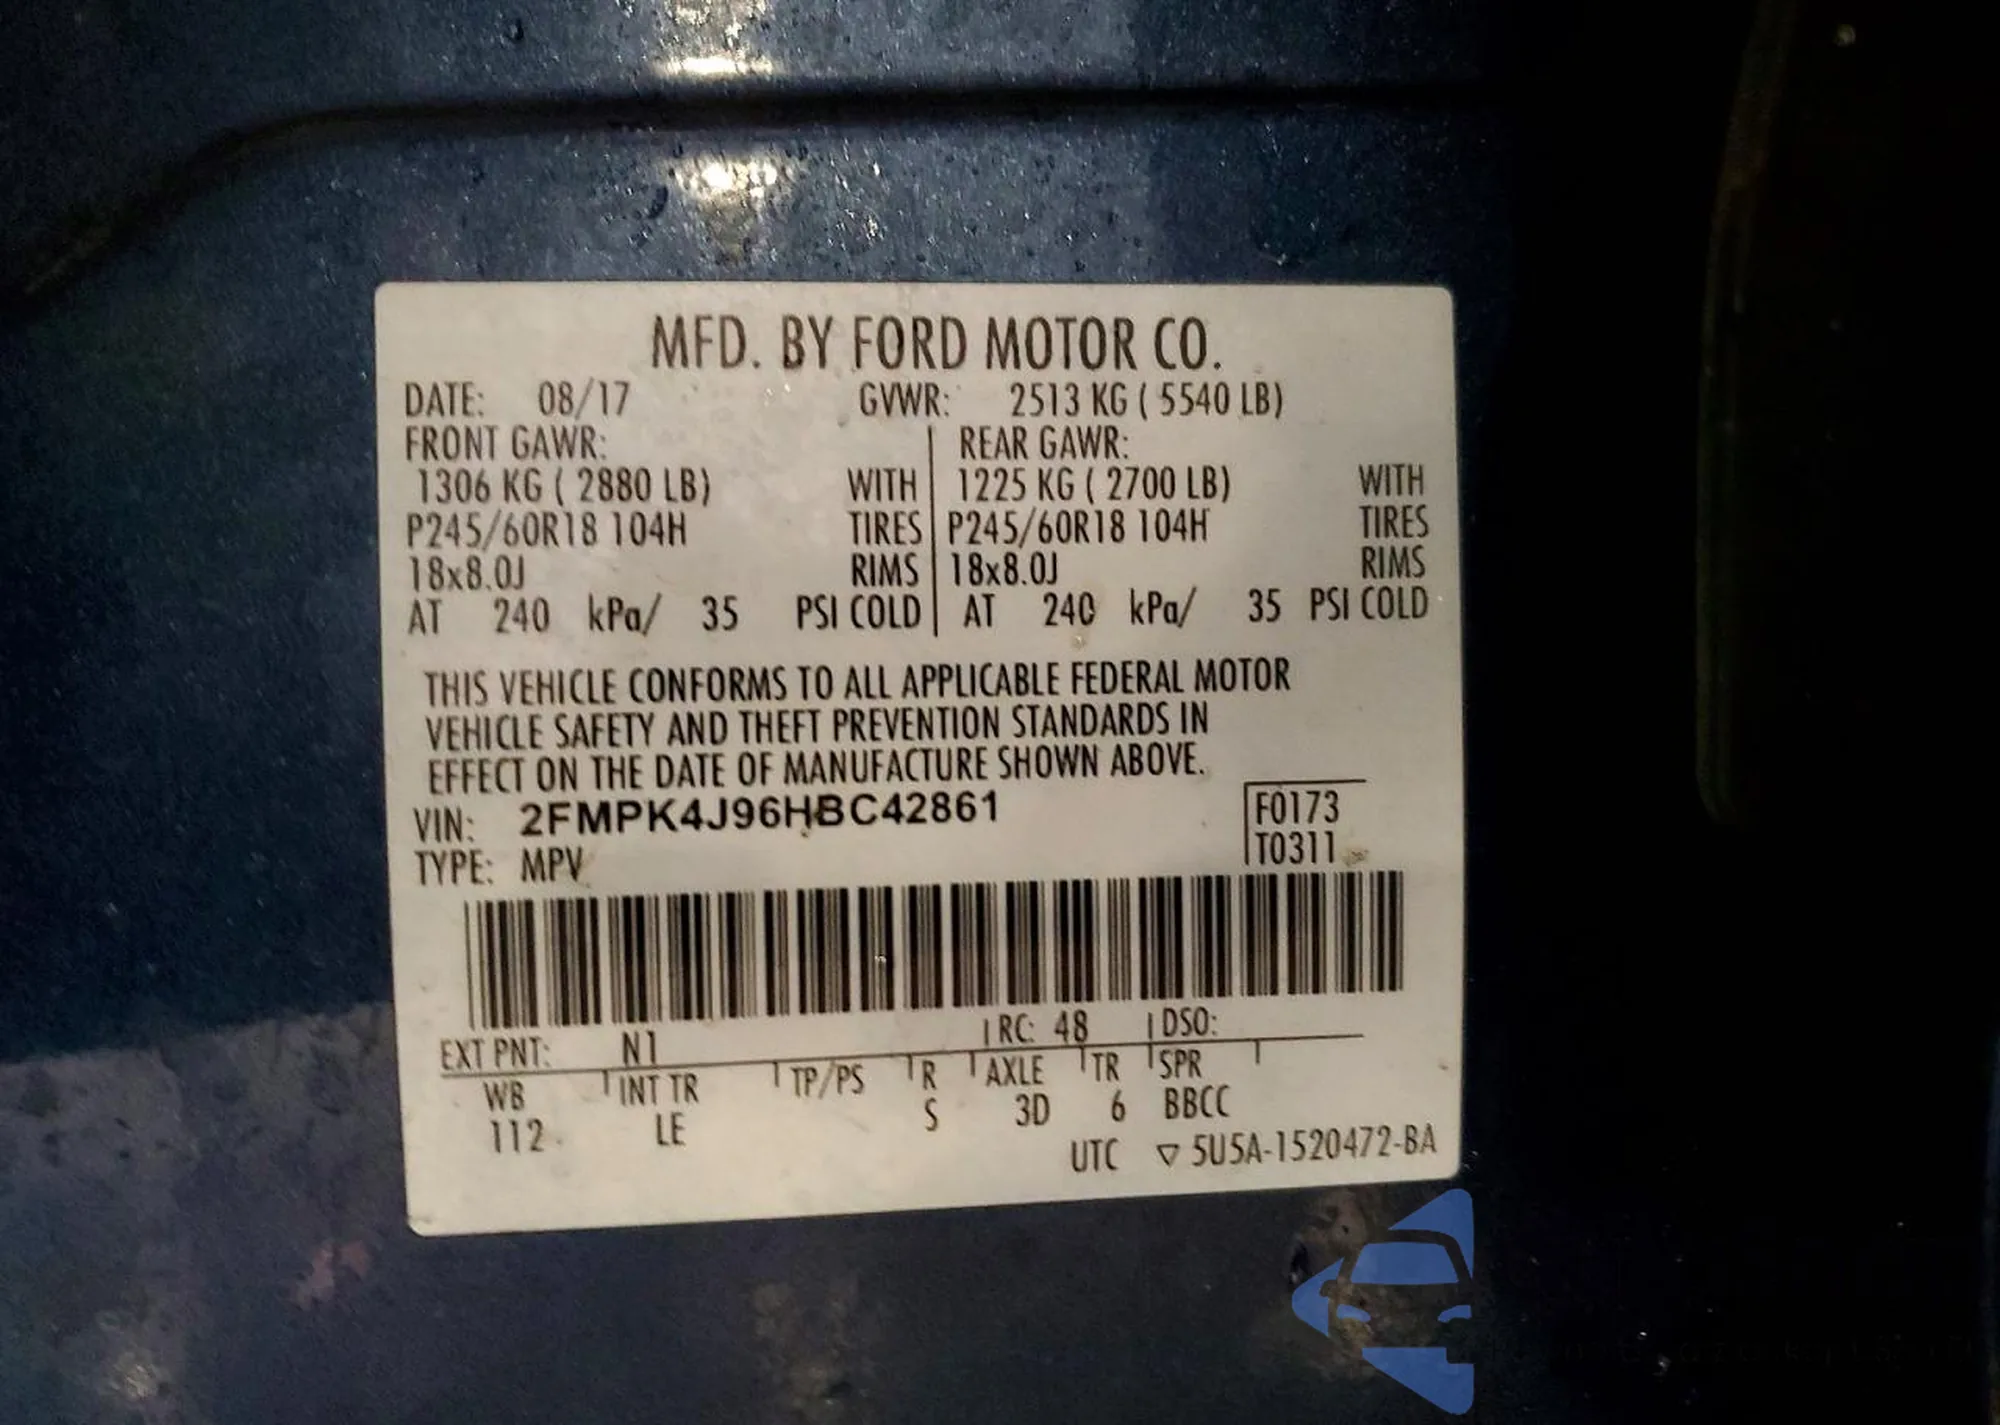 MFD. BY FORD MOTOR CO.
DATE: 08/17 GVWR: 2513 KG ( 5540 LB)
FRONT GAWR: REAR GAWR:
1306 KG ( 2880 LB) WITH 1225 KG ( 2700 LB) WITH
P245/60R18 104H TIRES P245/60R18 104H TIRES
18x8.0J RIMS 18x8.0J RIMS
AT 240 kPa/ 35 PSI COLD AT 240 kPa/ 35 PSI COLD
THIS VEHICLE CONFORMS TO ALL APPLICABLE FEDERAL MOTOR
VEHICLE SAFETY AND THEFT PREVENTION STANDARDS IN
EFFECT ON THE DATE OF MANUFACTURE SHOWN ABOVE.
VIN: 2FMPK4J96HBC42861 F0173
TYPE: MPV T0311
EXT PNT: N1 RC: 48 DSO:
WB INT TR TP/PS R AXLE TR SPR
112 LE S 3D 6 BBCC
UTC ▽ 5U5A-1520472-BA